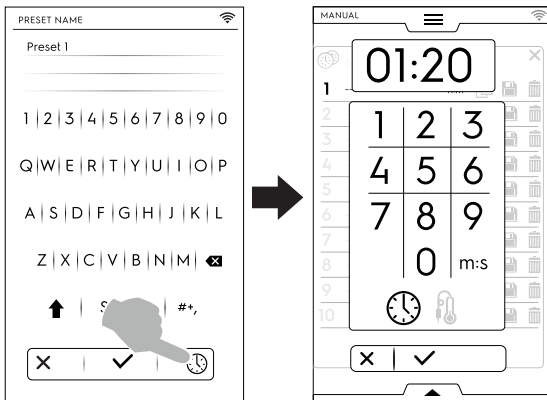 PRESET NAME
Preset 1
1 2 3 4 5 6 7 8 9 0
Q W E R T Y U I O P
A S D F G H J K L
Z X C V B N M
#+,
MANUAL
01:20
1
2
3
4
5
6
7
8
9
10
1 2 3
4 5 6
7 8 9
0 m:s